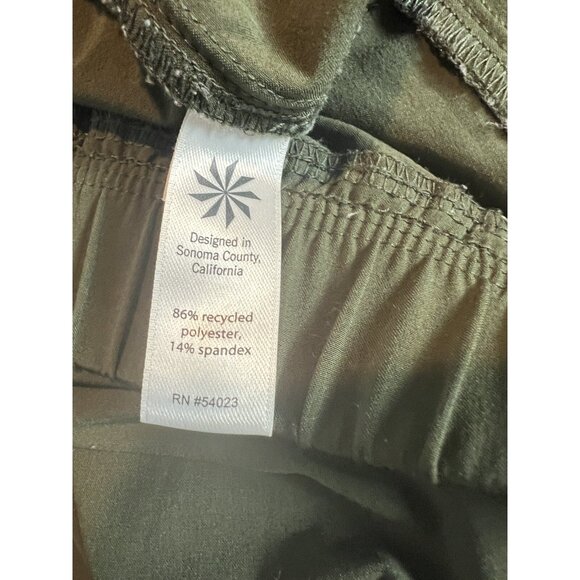 Designed in
Sonoma County,
California
86% recycled
polyester,
14% spandex
RN #54023